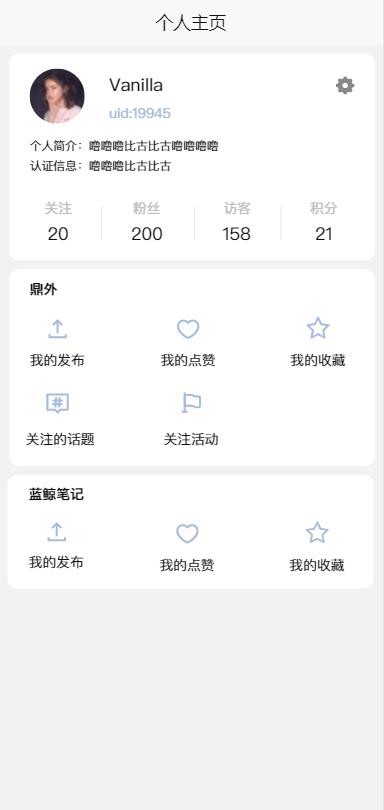 个人主页
Vanilla
uid:19945
个人简介：噜噜噜比古比古噜噜噜噜
认证信息：噜噜噜比古比古
关注 粉丝 访客 积分
20 200 158 21
鼎外
我的发布 我的点赞 我的收藏
关注的话题 关注活动
蓝鲸笔记
我的发布 我的点赞 我的收藏